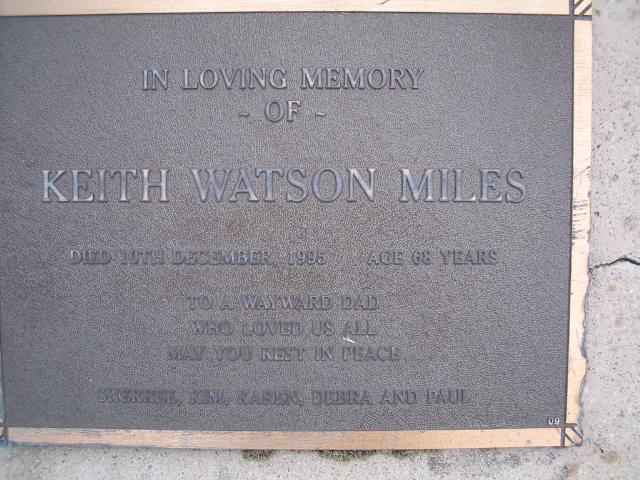 IN LOVING MEMORY
~ OF ~
KEITH WATSON MILES
DIED 10TH DECEMBER, 1995 AGE 68 YEARS
TO A WAYWARD DAD
WHO LOVED US ALL
MAY YOU REST IN PEACE
SHERREE, KIM, KAREN, DEBRA AND PAUL
09